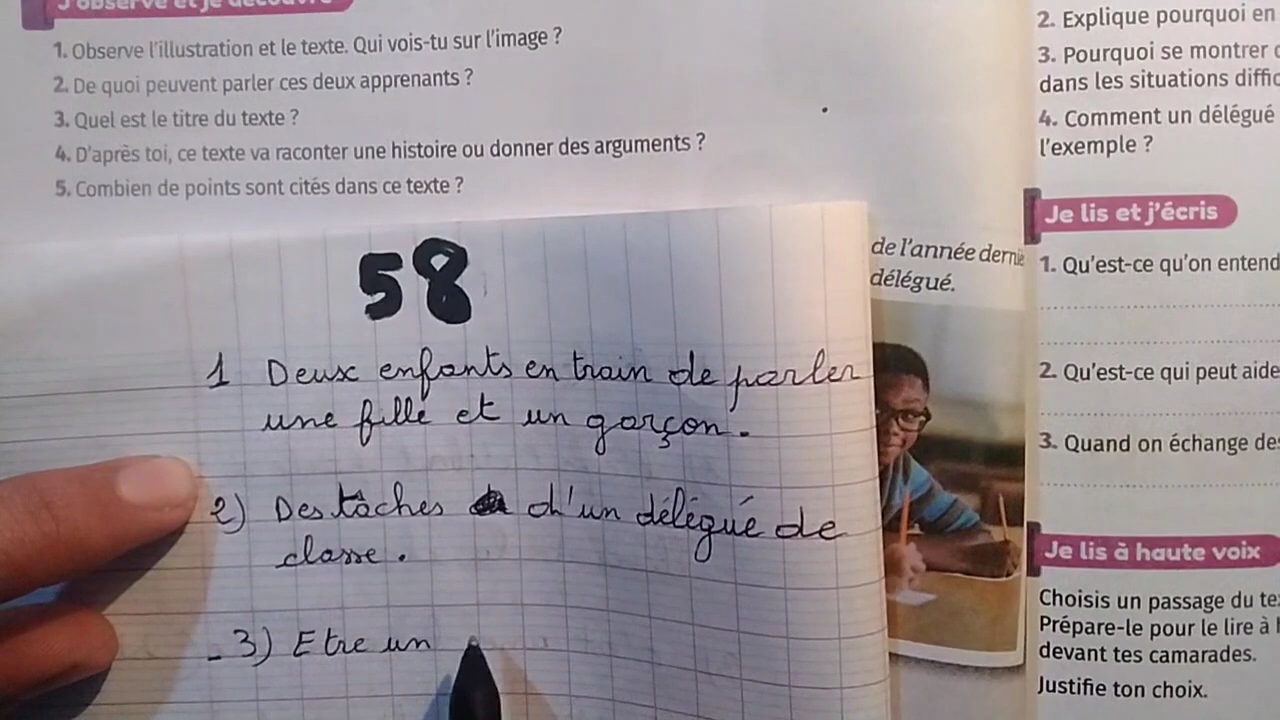 J'observe et je découvre
1. Observe l'illustration et le texte. Qui vois-tu sur l'image ?
2. De quoi peuvent parler ces deux apprenants ?
3. Quel est le titre du texte ?
4. D'après toi, ce texte va raconter une histoire ou donner des arguments ?
5. Combien de points sont cités dans ce texte ?
58
1 Deux enfants en train de parler
une fille et un garçon.
2) Des tâches d'un délégué de
classe.
3) Etre un
de l'année derniè
délégué.
2. Explique pourquoi en
3. Pourquoi se montrer
dans les situations diffic
4. Comment un délégué
l'exemple ?
Je lis et j'écris
1. Qu'est-ce qu'on entend
2. Qu'est-ce qui peut aide
3. Quand on échange des
Je lis à haute voix
Choisis un passage du te
Prépare-le pour le lire à
devant tes camarades.
Justifie ton choix.